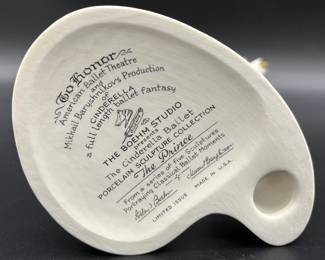 To Honor
American Ballet Theatre
and
Mikhail Baryshnikov's Production
of
CINDERELLA
a full length ballet fantasy
THE BOEHM STUDIO
presents
The Cinderella Ballet
PORCELAIN SCULPTURE COLLECTION
The Prince
From a series of five Sculptures
Portraying Classical Ballet Moments
&
LIMITED ISSUE MADE IN U.S.A.